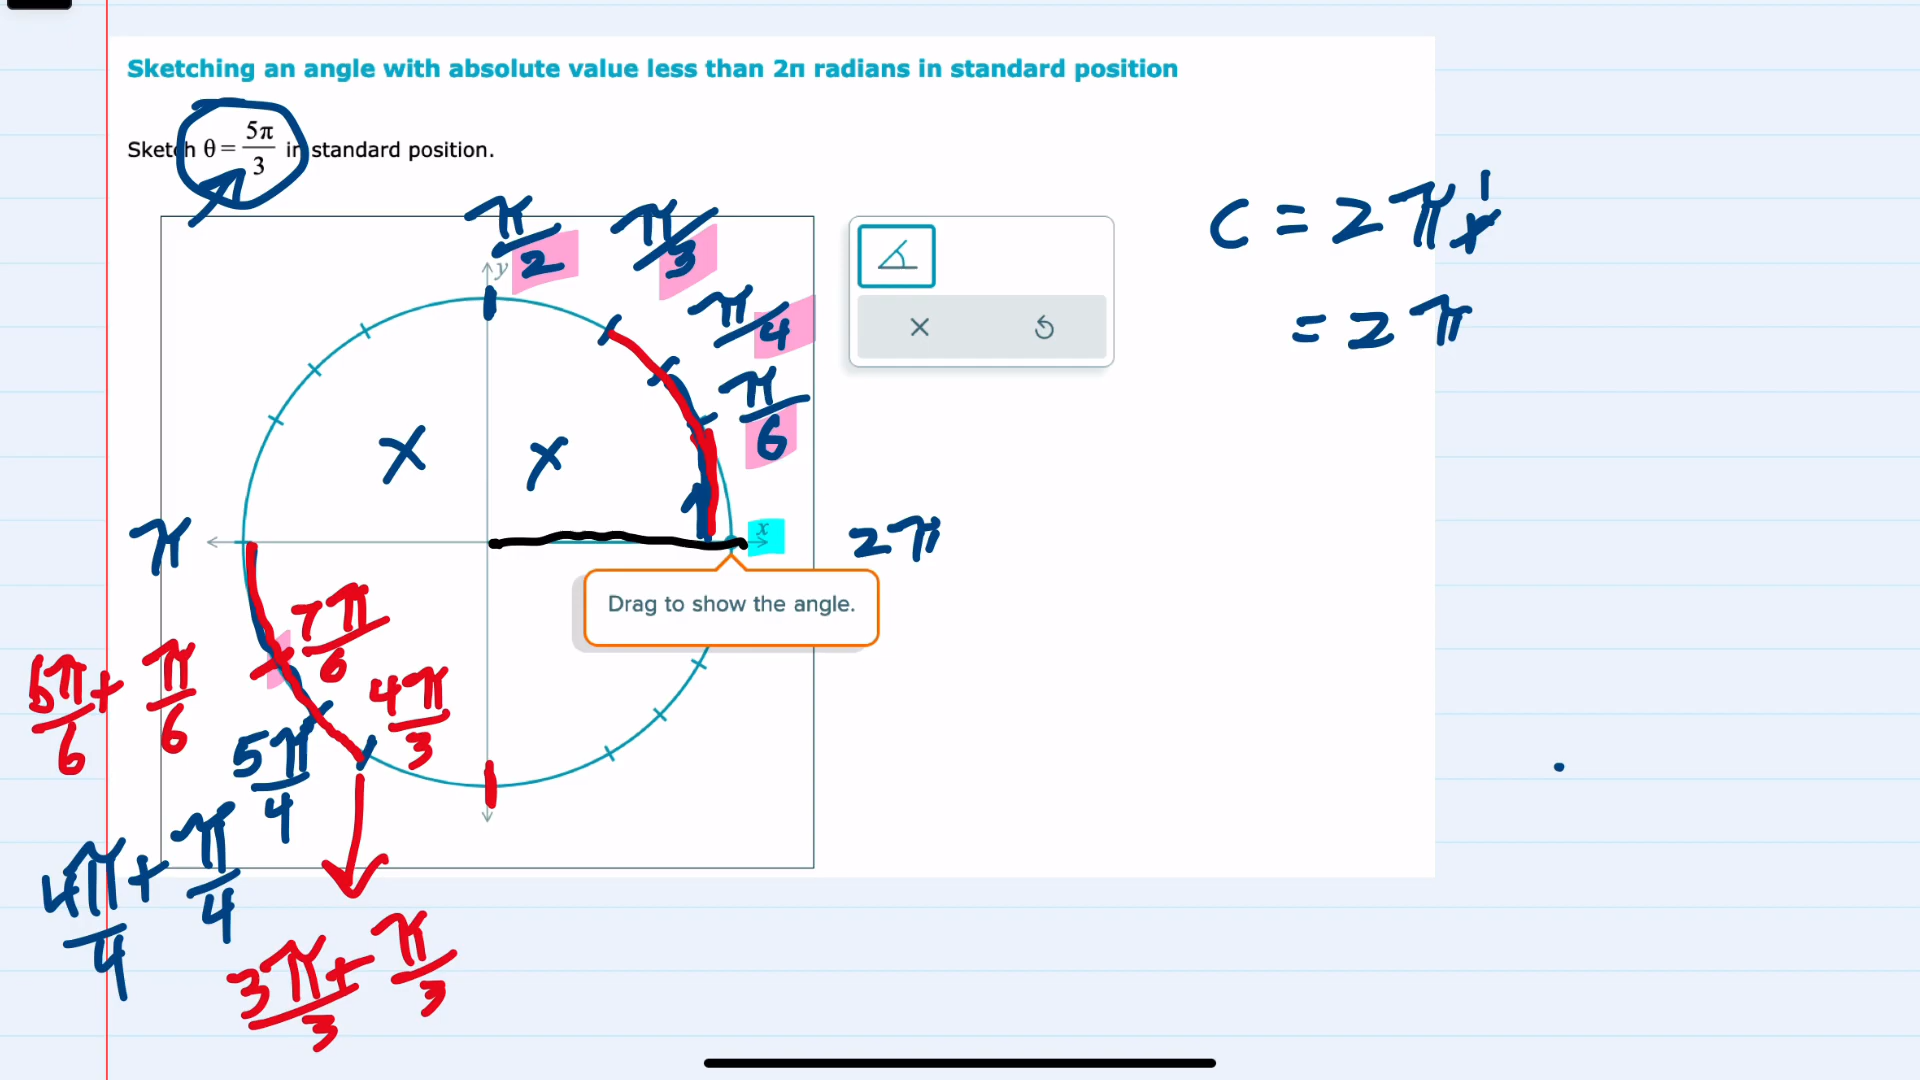 Sketching an angle with absolute value less than 2π radians in standard position
Sketch θ = 5π/3 in standard position.
π/2
π/3
π/4
π/6
y
x
π
2π
Drag to show the angle.
C = 2πr 1
= 2π
7π/6
6π/6 + π/6
4π/3
5π/4
4π/4 + π/4
3π/3 + π/3